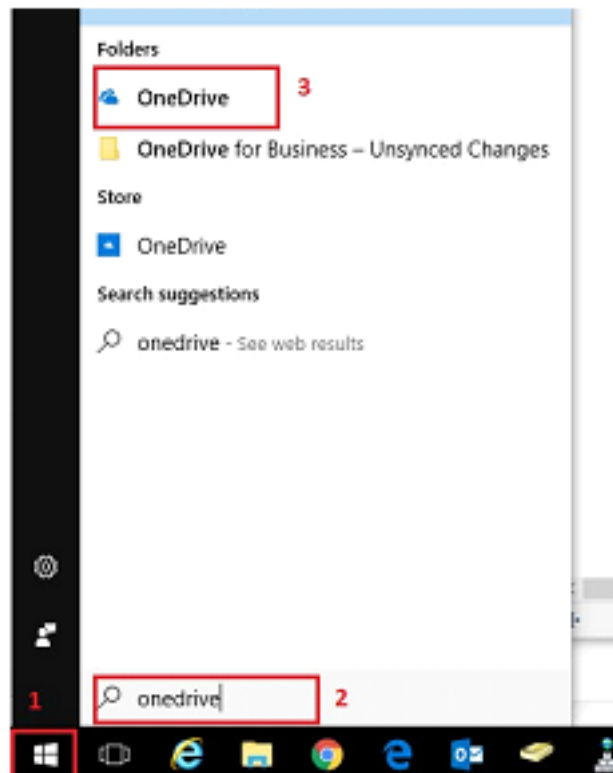 Folders
OneDrive
3
OneDrive for Business – Unsynced Changes
Store
OneDrive
Search suggestions
onedrive - See web results
1
onedrive
2